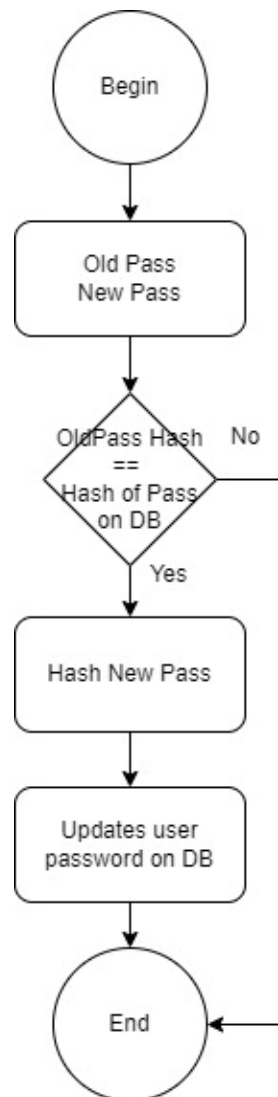 Begin
Old Pass
New Pass
OldPass Hash
==
Hash of Pass
on DB
No
Yes
Hash New Pass
Updates user
password on DB
End